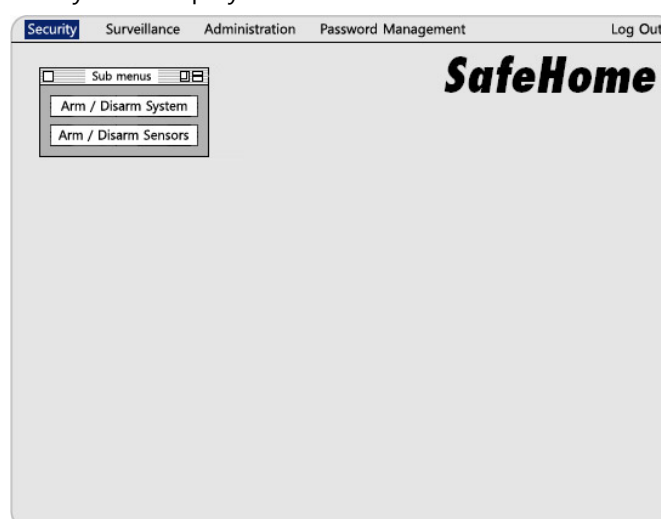 Security Surveillance Administration Password Management Log Out
SafeHome
Sub menus
Arm / Disarm System
Arm / Disarm Sensors